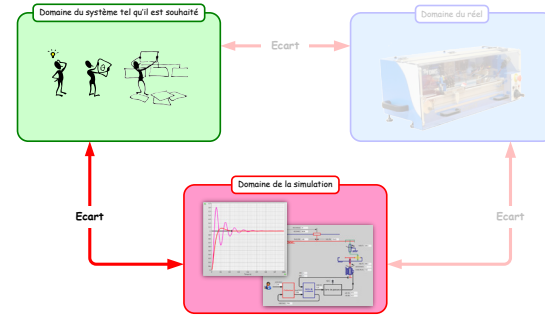 Domaine du système tel qu'il est souhaité
Domaine du réel
Ecart
Ecart
Ecart
Domaine de la simulation